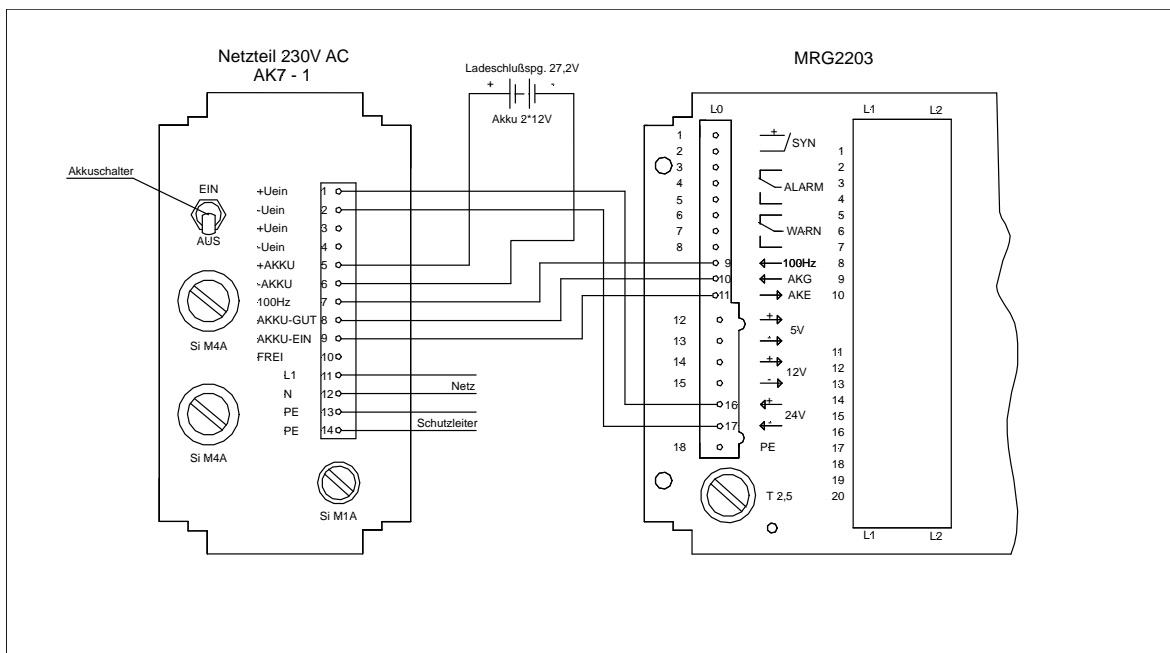 Netzteil 230V AC
AK7 - 1
Akkuschalter
EIN
AUS
Si M4A
Si M4A
Si M1A
+Uein 1
-Uein 2
+Uein 3
-Uein 4
+AKKU 5
-AKKU 6
100Hz 7
AKKU-GUT 8
AKKU-EIN 9
FREI 10
L1 11
N 12
PE 13
PE 14
Netz
Schutzleiter
Ladeschlußspg. 27,2V
+ -
Akku 2*12V
MRG2203
L0
1
2
3
4
5
6
7
8
9
10
11
12
13
14
15
16
17
18
+
SYN
ALARM
WARN
100Hz
AKG
AKE
+
5V
-
+
12V
-
+
24V
-
PE
T 2,5
L1 L2
1
2
3
4
5
6
7
8
9
10
11
12
13
14
15
16
17
18
19
20
L1 L2